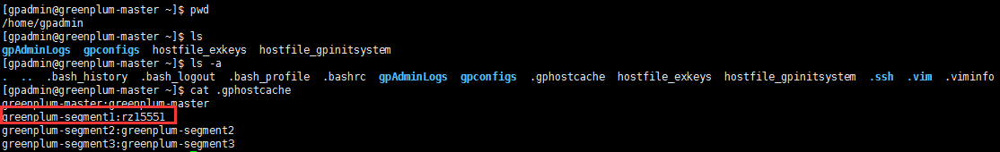 [gpadmin@greenplum-master ~]$ pwd
/home/gpadmin
[gpadmin@greenplum-master ~]$ ls
gpAdminLogs  gpconfigs  hostfile_exkeys  hostfile_gpinitsystem
[gpadmin@greenplum-master ~]$ ls -a
.  ..  .bash_history  .bash_logout  .bash_profile  .bashrc  gpAdminLogs  gpconfigs  .gphostcache  hostfile_exkeys  hostfile_gpinitsystem  .ssh  .vim  .viminfo
[gpadmin@greenplum-master ~]$ cat .gphostcache
greenplum-master:greenplum-master
greenplum-segment1:rz15551
greenplum-segment2:greenplum-segment2
greenplum-segment3:greenplum-segment3